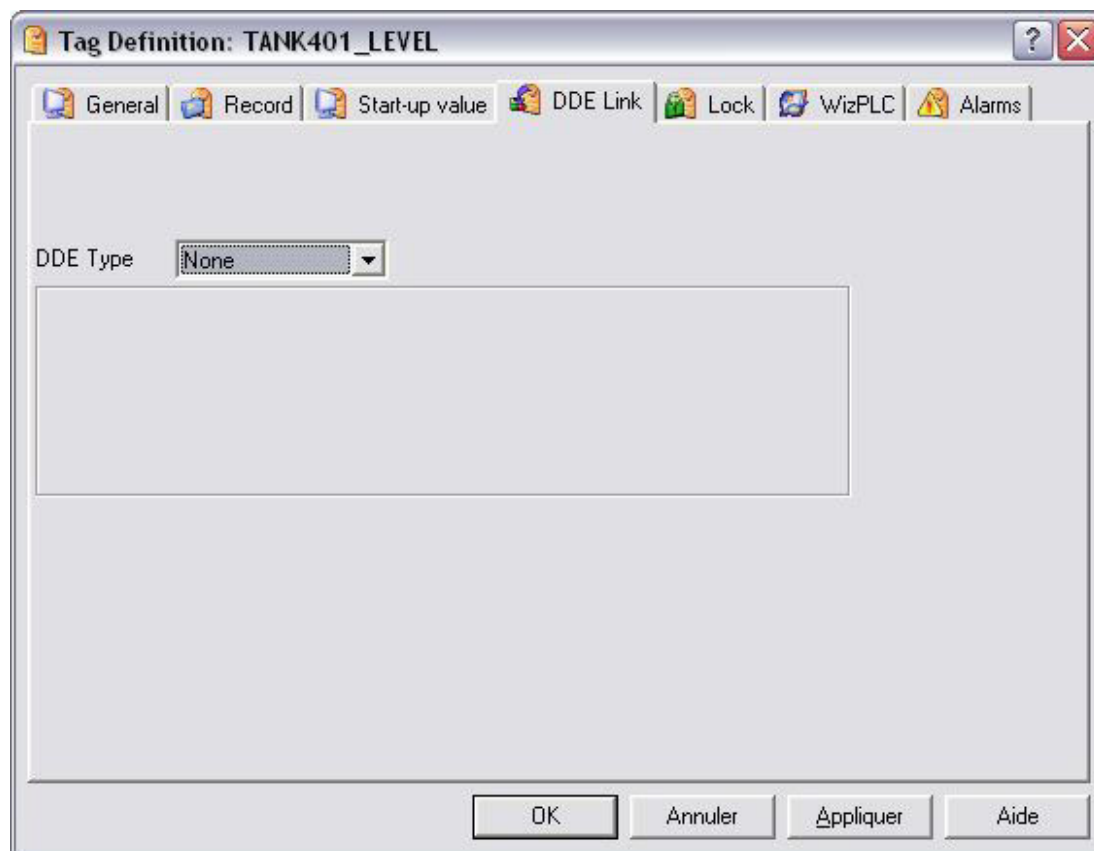 Tag Definition: TANK401_LEVEL
General Record Start-up value DDE Link Lock WizPLC Alarms
DDE Type None
OK Annuler Appliquer Aide